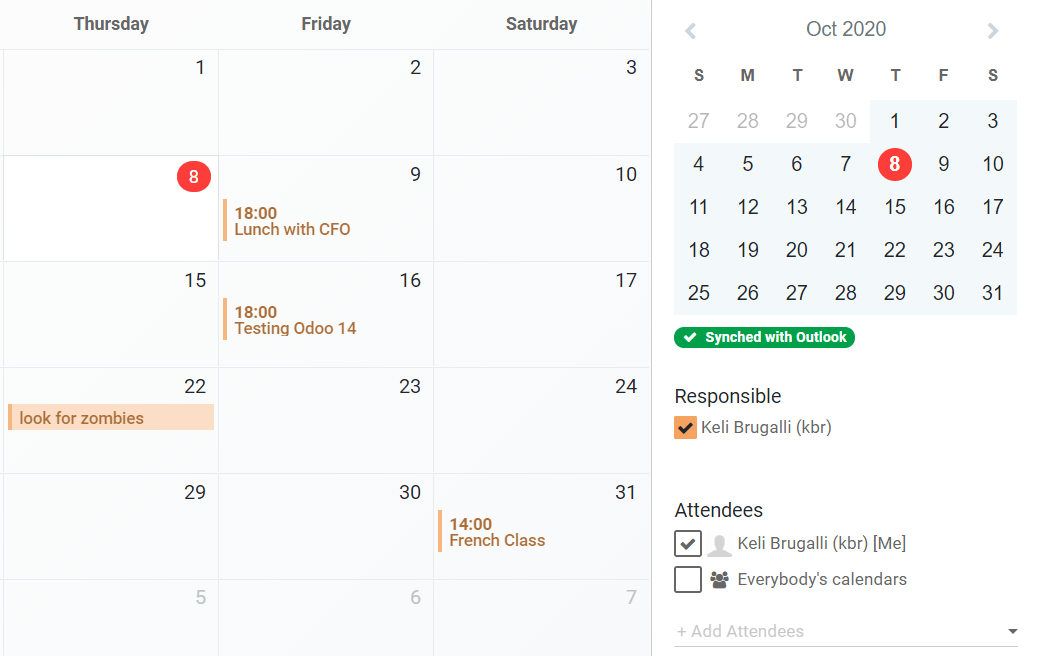 Thursday Friday Saturday
1 2 3
8 9 10
18:00
Lunch with CFO
15 16 17
18:00
Testing Odoo 14
22 23 24
look for zombies
29 30 31
14:00
French Class
5 6 7
Oct 2020
S M T W T F S
27 28 29 30 1 2 3
4 5 6 7 8 9 10
11 12 13 14 15 16 17
18 19 20 21 22 23 24
25 26 27 28 29 30 31
Synched with Outlook
Responsible
Keli Brugalli (kbr)
Attendees
Keli Brugalli (kbr) [Me]
Everybody's calendars
+ Add Attendees